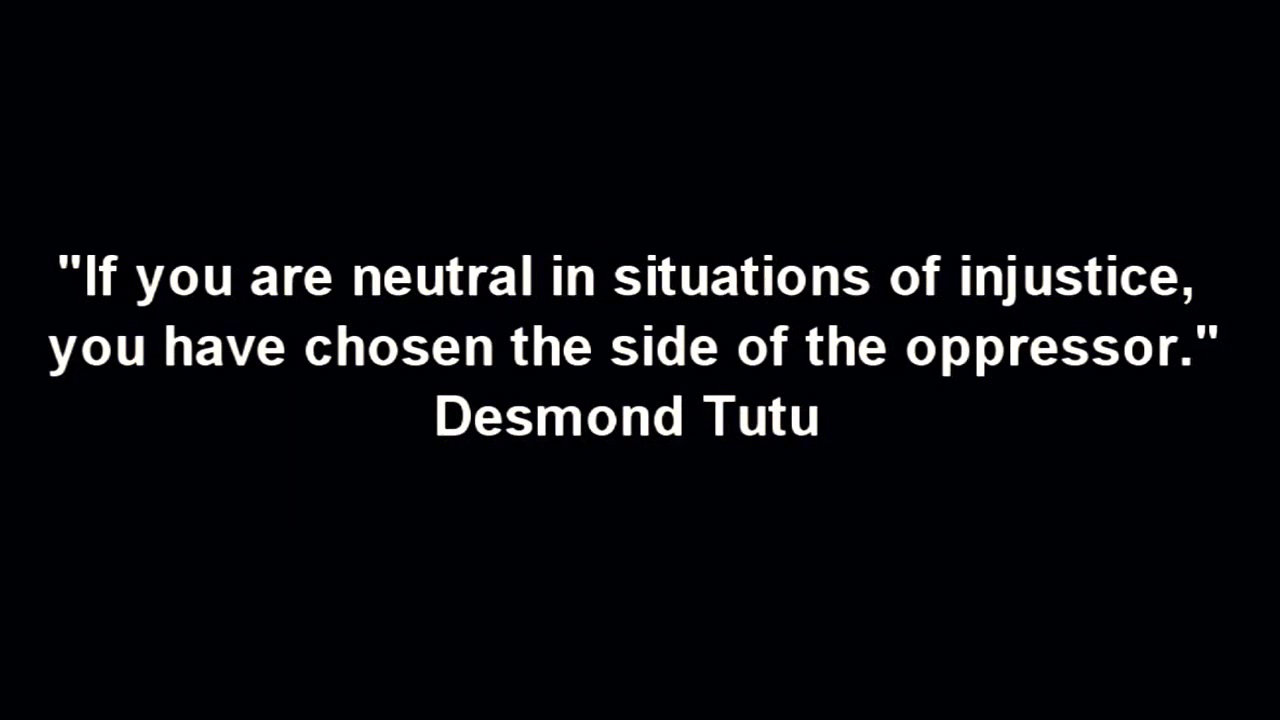 "If you are neutral in situations of injustice,
you have chosen the side of the oppressor."
Desmond Tutu